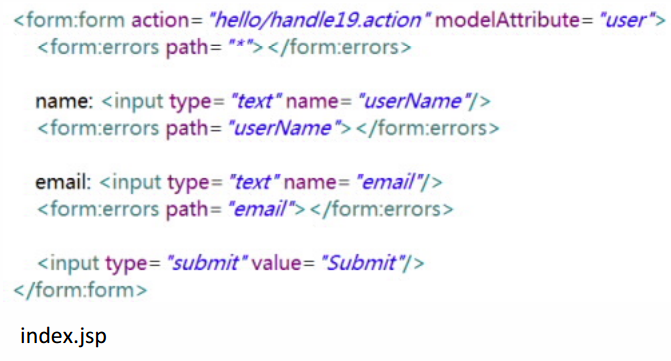 <form:form action="hello/handle19.action" modelAttribute="user">
<form:errors path="*"></form:errors>
name: <input type="text" name="userName"/>
<form:errors path="userName"></form:errors>
email: <input type="text" name="email"/>
<form:errors path="email"></form:errors>
<input type="submit" value="Submit"/>
</form:form>
index.jsp